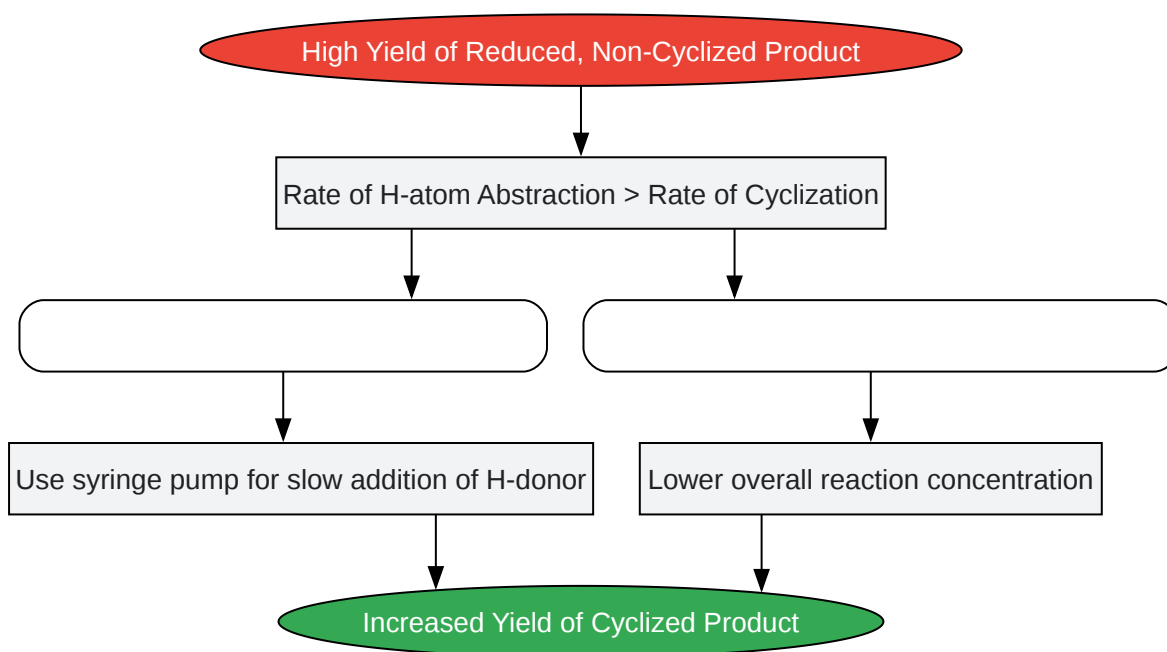 High Yield of Reduced, Non-Cyclized Product
Rate of H-atom Abstraction > Rate of Cyclization
Use syringe pump for slow addition of H-donor
Lower overall reaction concentration
Increased Yield of Cyclized Product